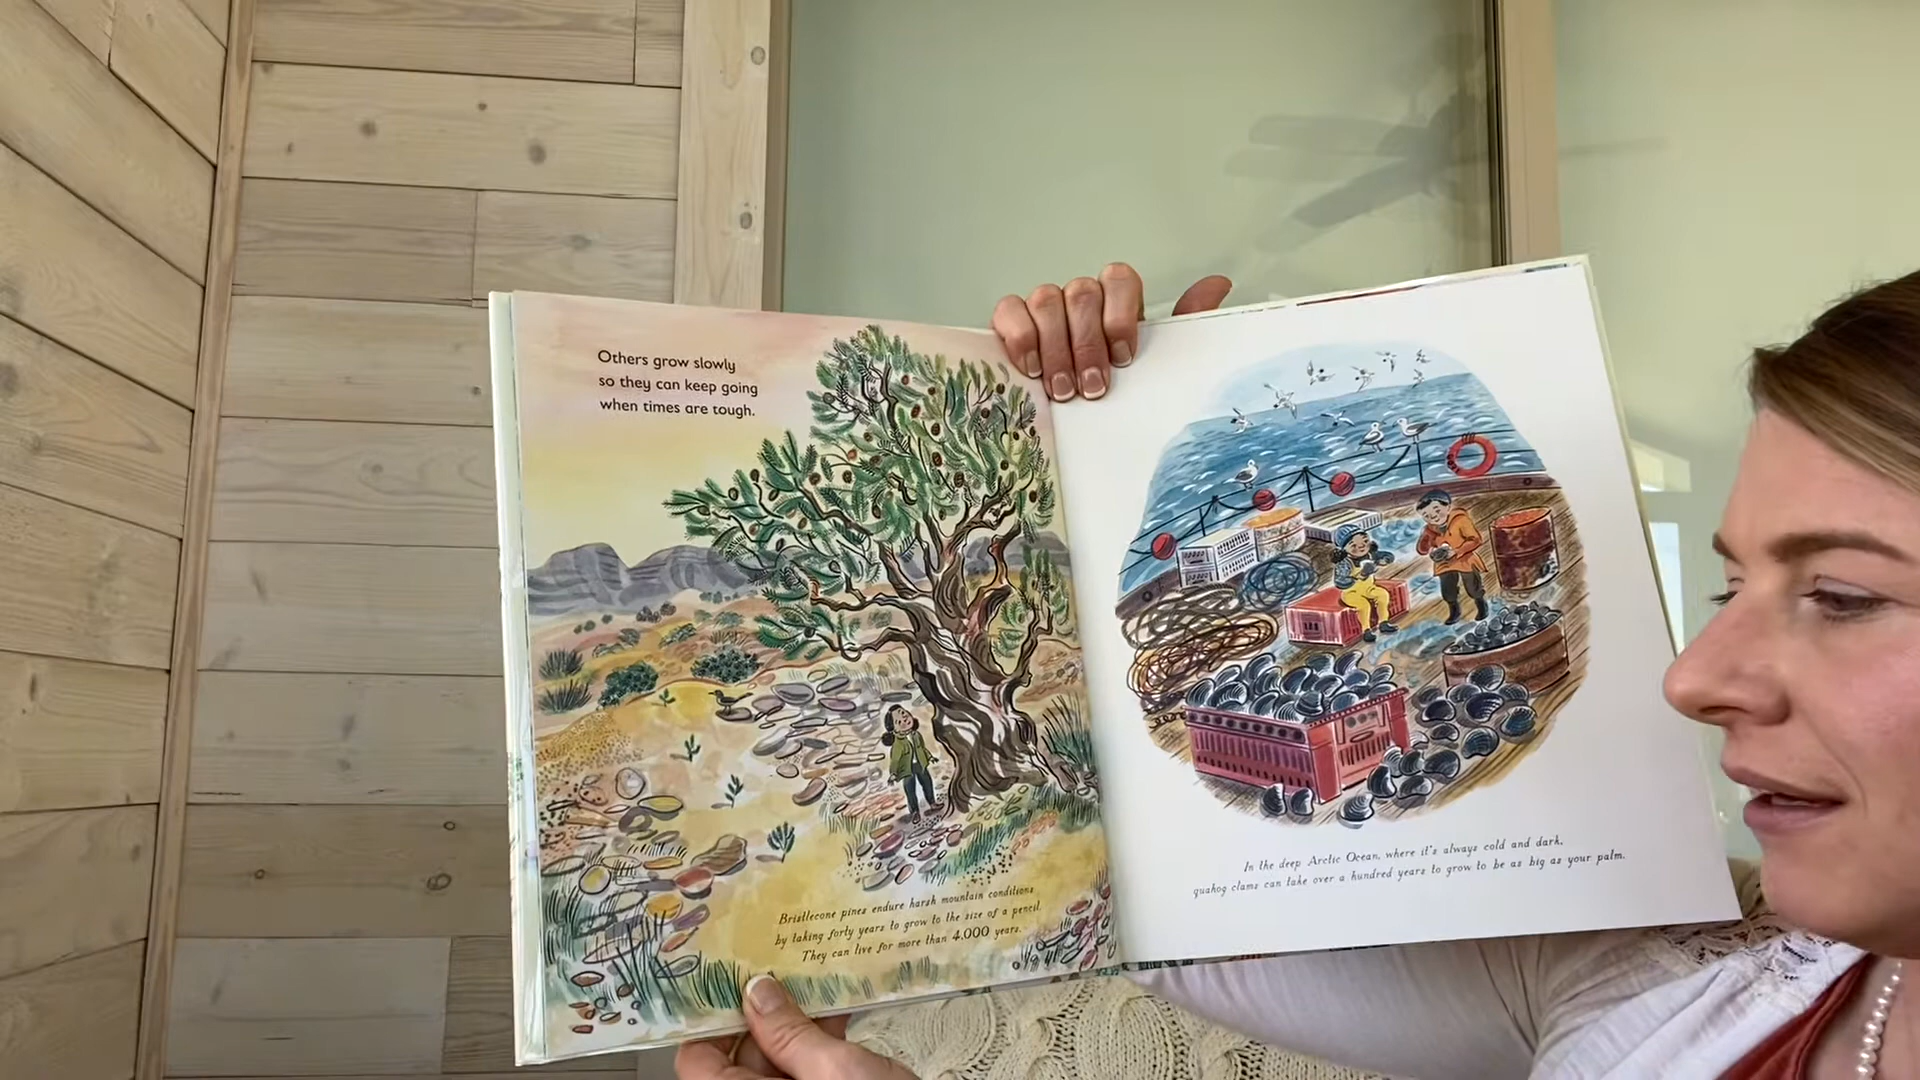 Others grow slowly
so they can keep going
when times are tough.
Bristlecone pines endure harsh mountain conditions
by taking forty years to grow to the size of a pencil.
They can live for more than 4,000 years.
In the deep Arctic Ocean, where it's always cold and dark,
quahog clams can take over a hundred years to grow to be as big as your palm.